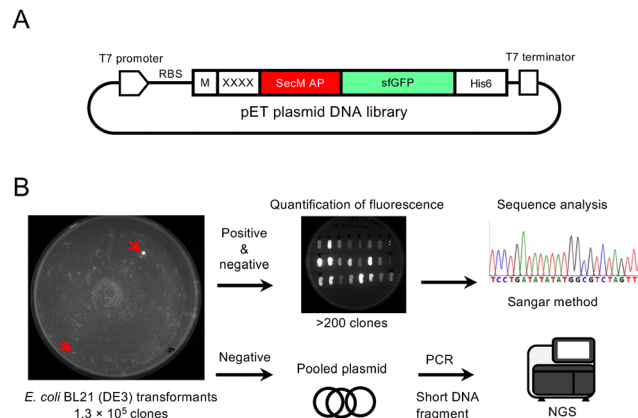 A
T7 promoter
RBS
T7 terminator
M
XXXX
SecM AP
sfGFP
His6
pET plasmid DNA library
B
Quantification of fluorescence
Sequence analysis
Positive
&
negative
TCCTGATATATATGGCGTCTAGTT
Sangar method
>200 clones
Negative
Pooled plasmid
PCR
Short DNA
fragment
NGS
E. coli BL21 (DE3) transformants
1.3 × 10⁵ clones